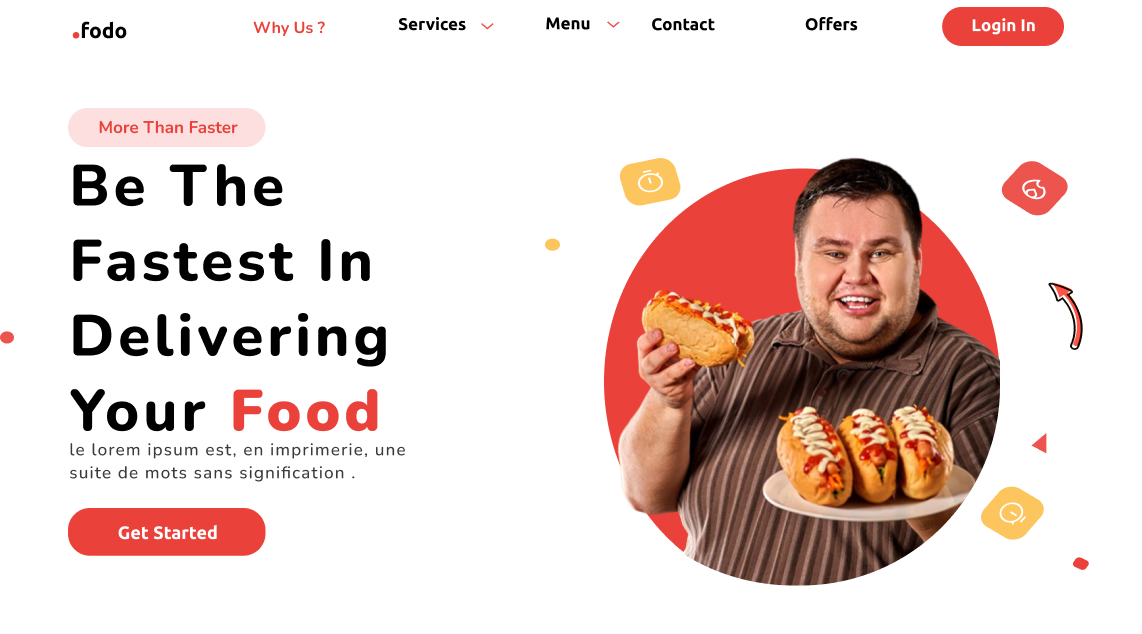 .fodo
Why Us ?
Services
Menu
Contact
Offers
Login In
More Than Faster
Be The
Fastest In
Delivering
Your Food
le lorem ipsum est, en imprimerie, une
suite de mots sans signification .
Get Started